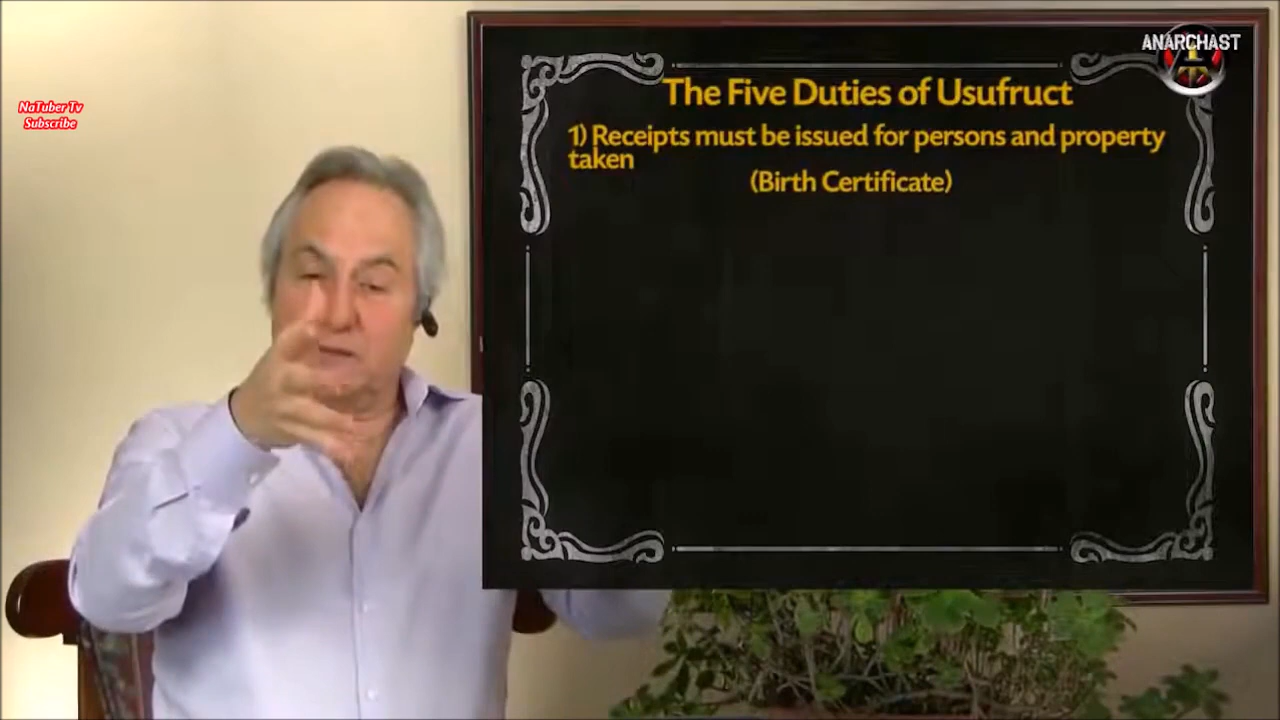 NaTuber Tv
Subscribe
ANARCHAST
The Five Duties of Usufruct
1) Receipts must be issued for persons and property
taken
(Birth Certificate)